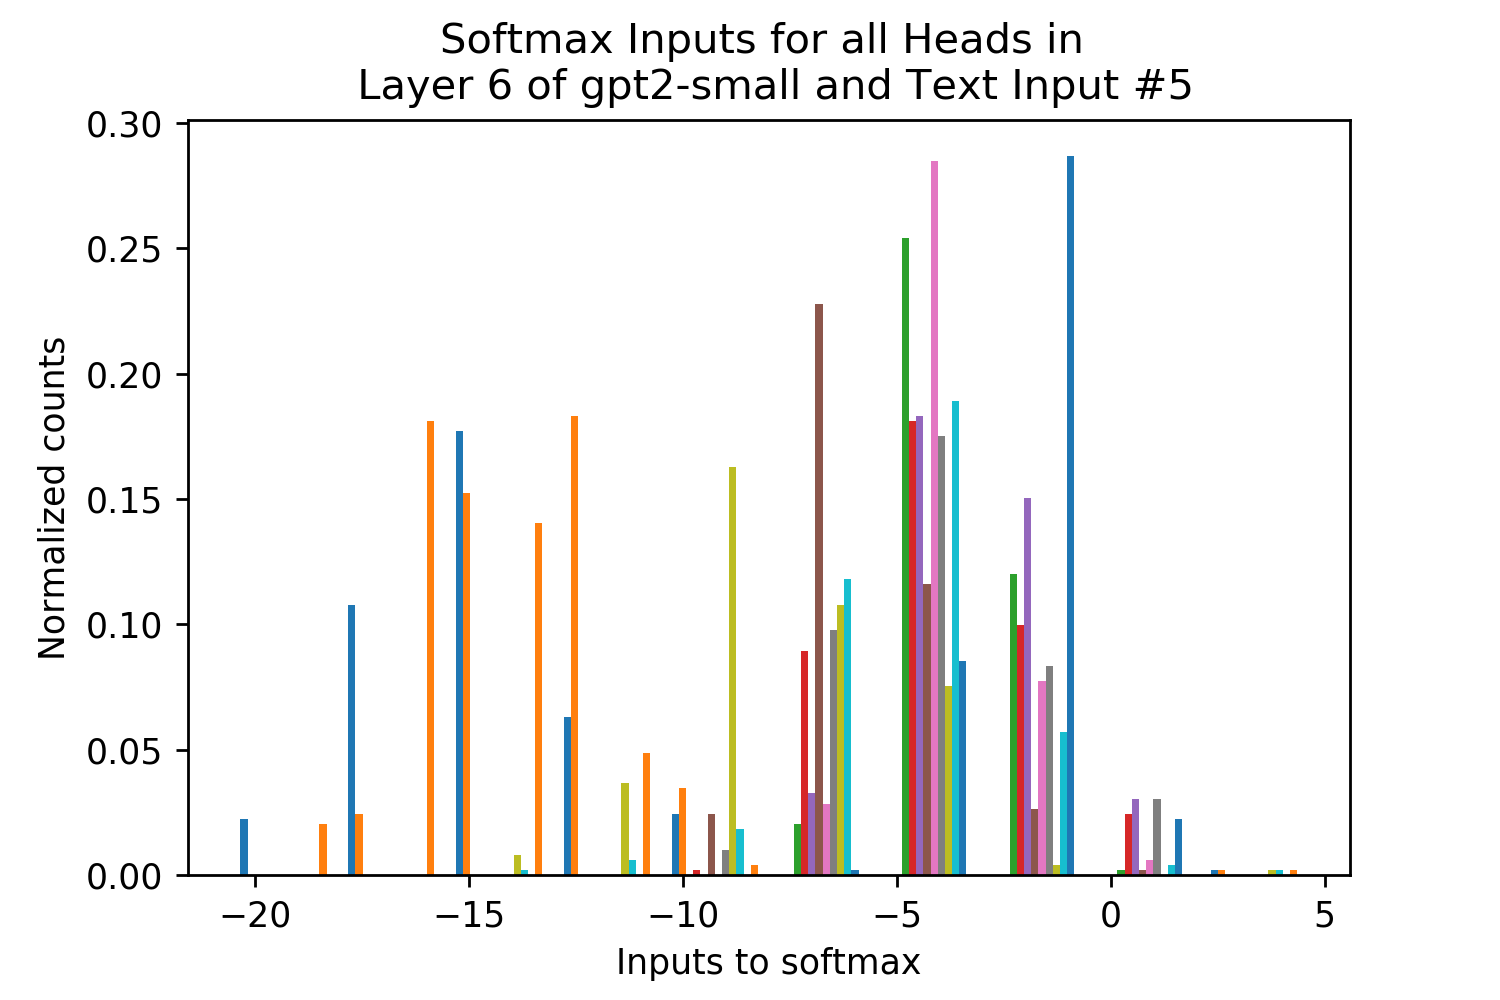 Softmax Inputs for all Heads in
Layer 6 of gpt2-small and Text Input #5
0.30
0.25
0.20
0.15
0.10
0.05
0.00
Normalized counts
−20 −15 −10 −5 0 5
Inputs to softmax